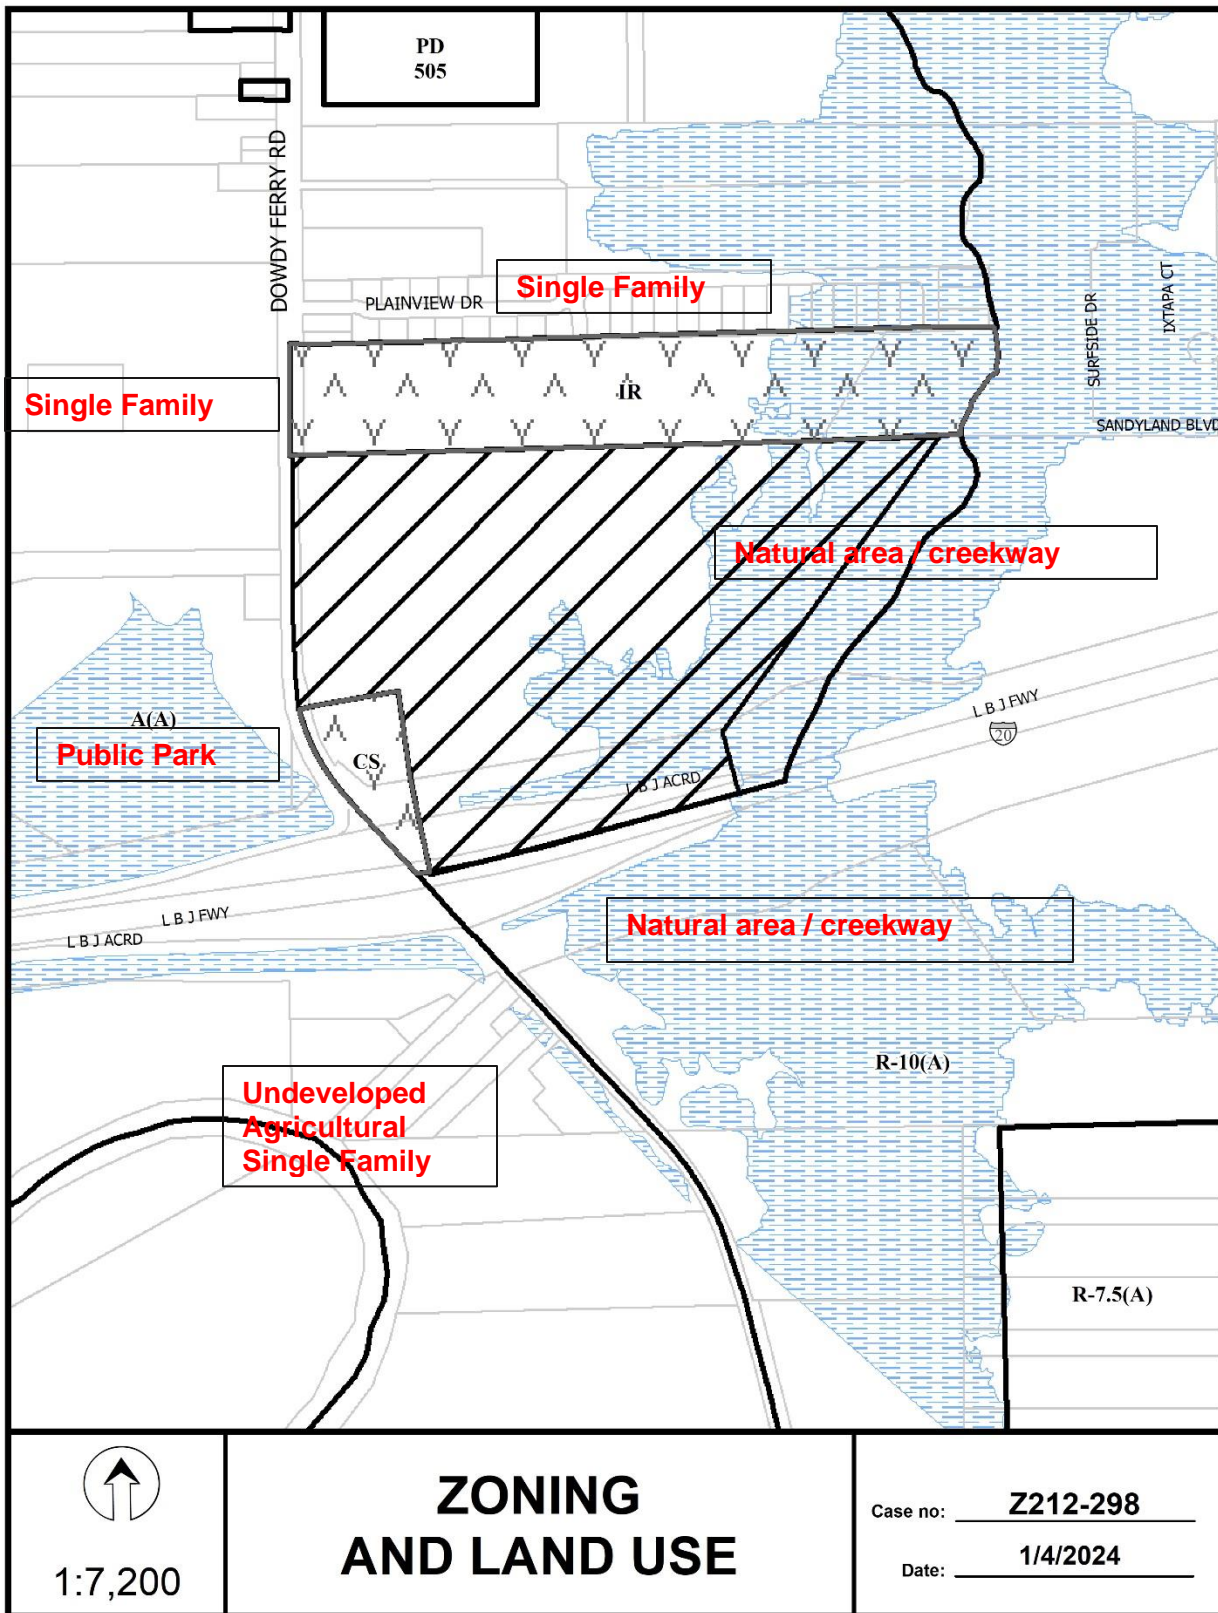 PD
505
DOWDY FERRY RD
Single Family
PLAINVIEW DR
SURFSIDE DR
IXTAPA CT
Single Family
IR
SANDYLAND BLVD
Natural area / creekway
L B J FWY
20
A(A)
Public Park
CS
L B J ACRD
L B J FWY
L B J ACRD
Natural area / creekway
R-10(A)
Undeveloped
Agricultural
Single Family
R-7.5(A)
1:7,200
ZONING
AND LAND USE
Case no: Z212-298
Date: 1/4/2024